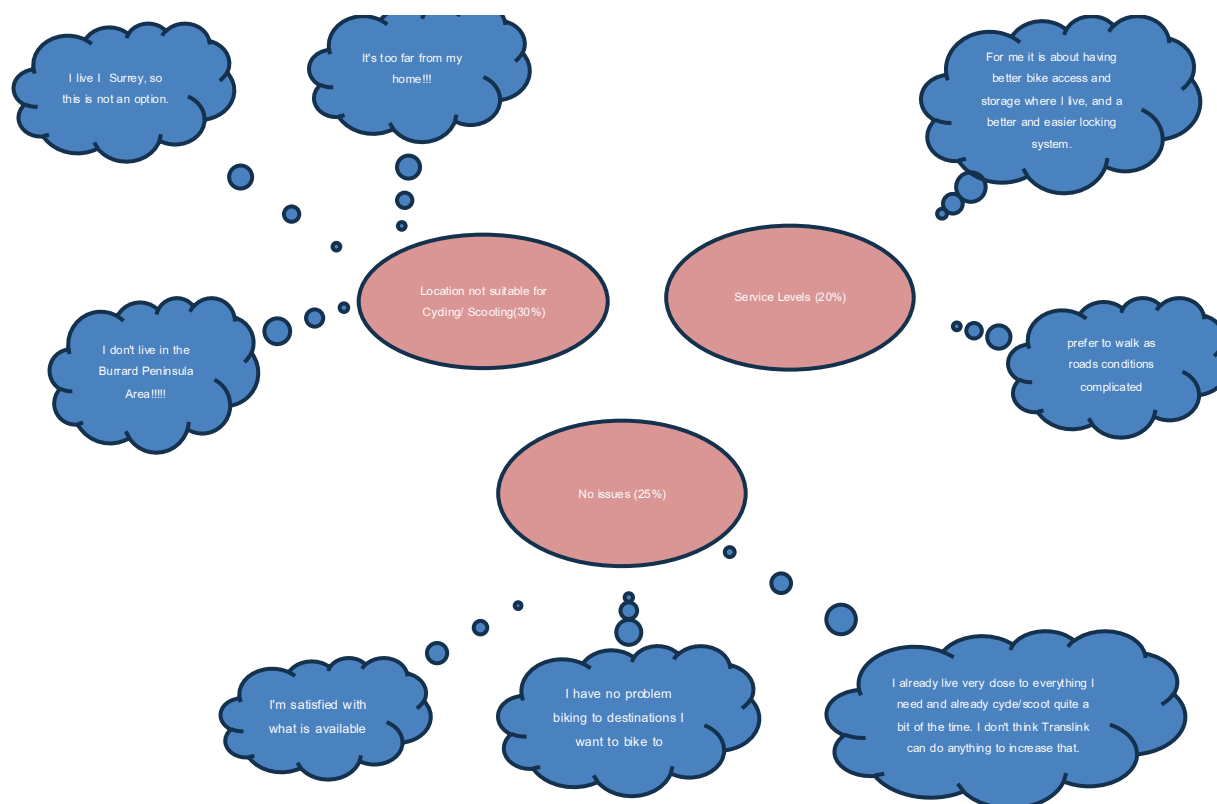 I live I Surrey, so
this is not an option.
It's too far from my
home!!!
For me it is about having
better bike access and
storage where I live, and a
better and easier locking
system.
Location not suitable for
Cyding/ Scooting(30%)
Service Levels (20%)
I don't live in the
Burrard Peninsula
Area!!!!!
prefer to walk as
roads conditions
complicated
No issues (25%)
I'm satisfied with
what is available
I have no problem
biking to destinations I
want to bike to
I already live very dose to everything I
need and already cyde/scoot quite a
bit of the time. I don't think Translink
can do anything to increase that.